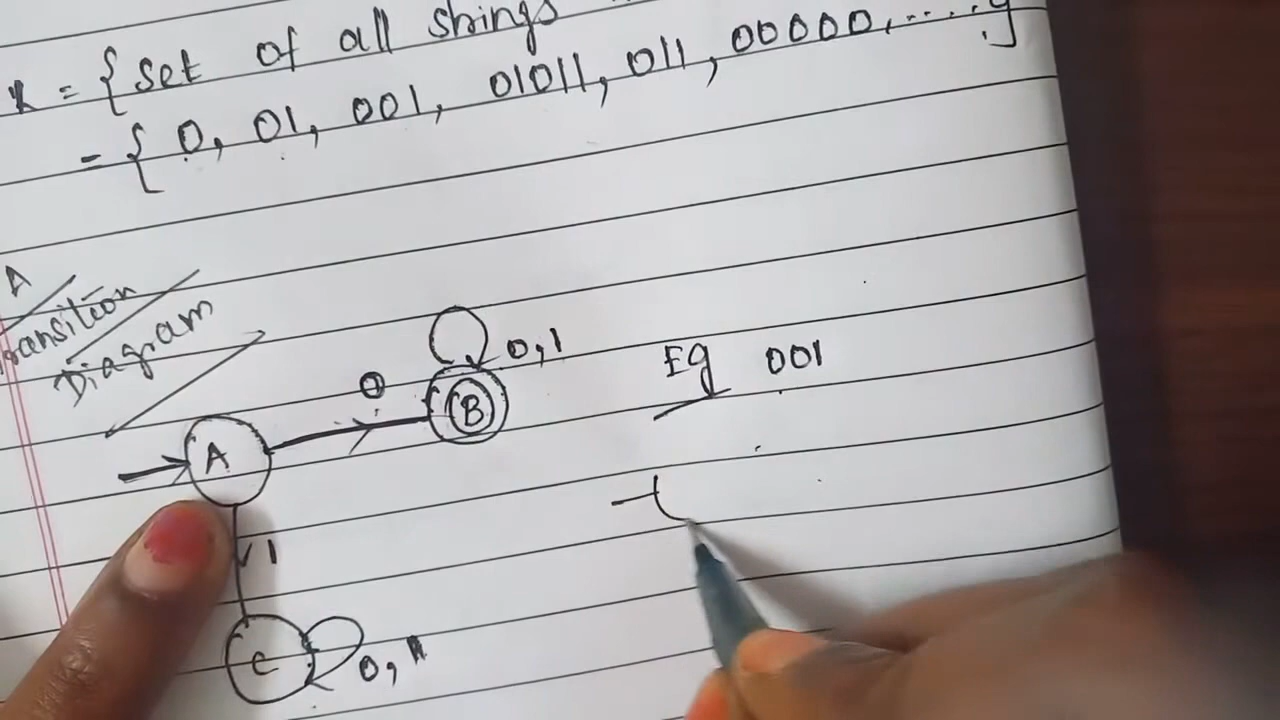 = { set of all strings
= { 0, 01, 001, 01011, 011, 00000, ..... }
Transition
Diagram
0
0,1
A
B
1
C
0,1
Eg 001